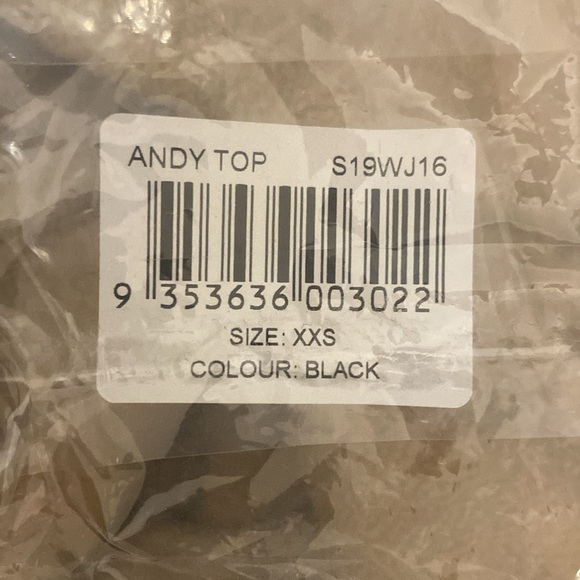 ANDY TOP S19WJ16
9 353636 003022
SIZE: XXS
COLOUR: BLACK